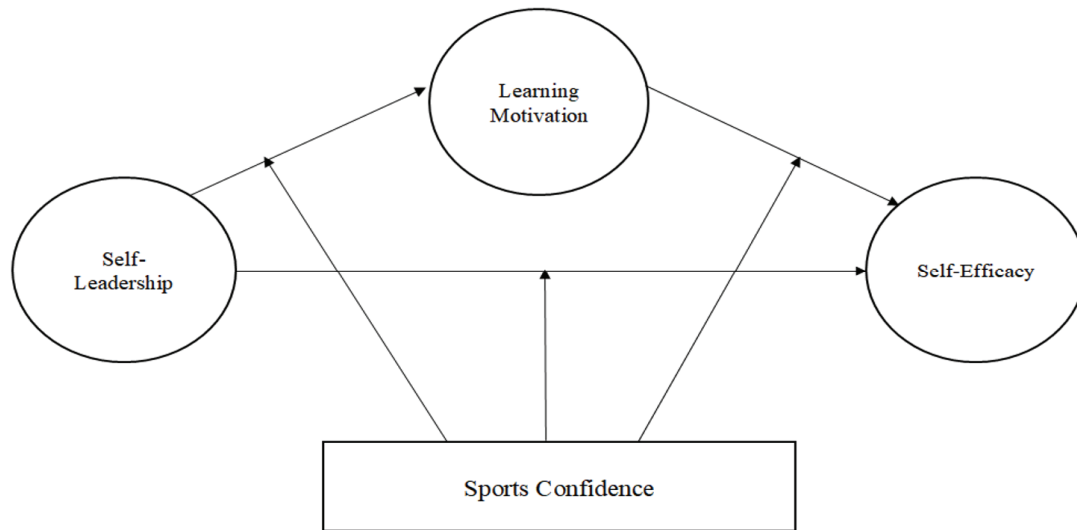 Learning
Motivation
Self-
Leadership
Self-Efficacy
Sports Confidence